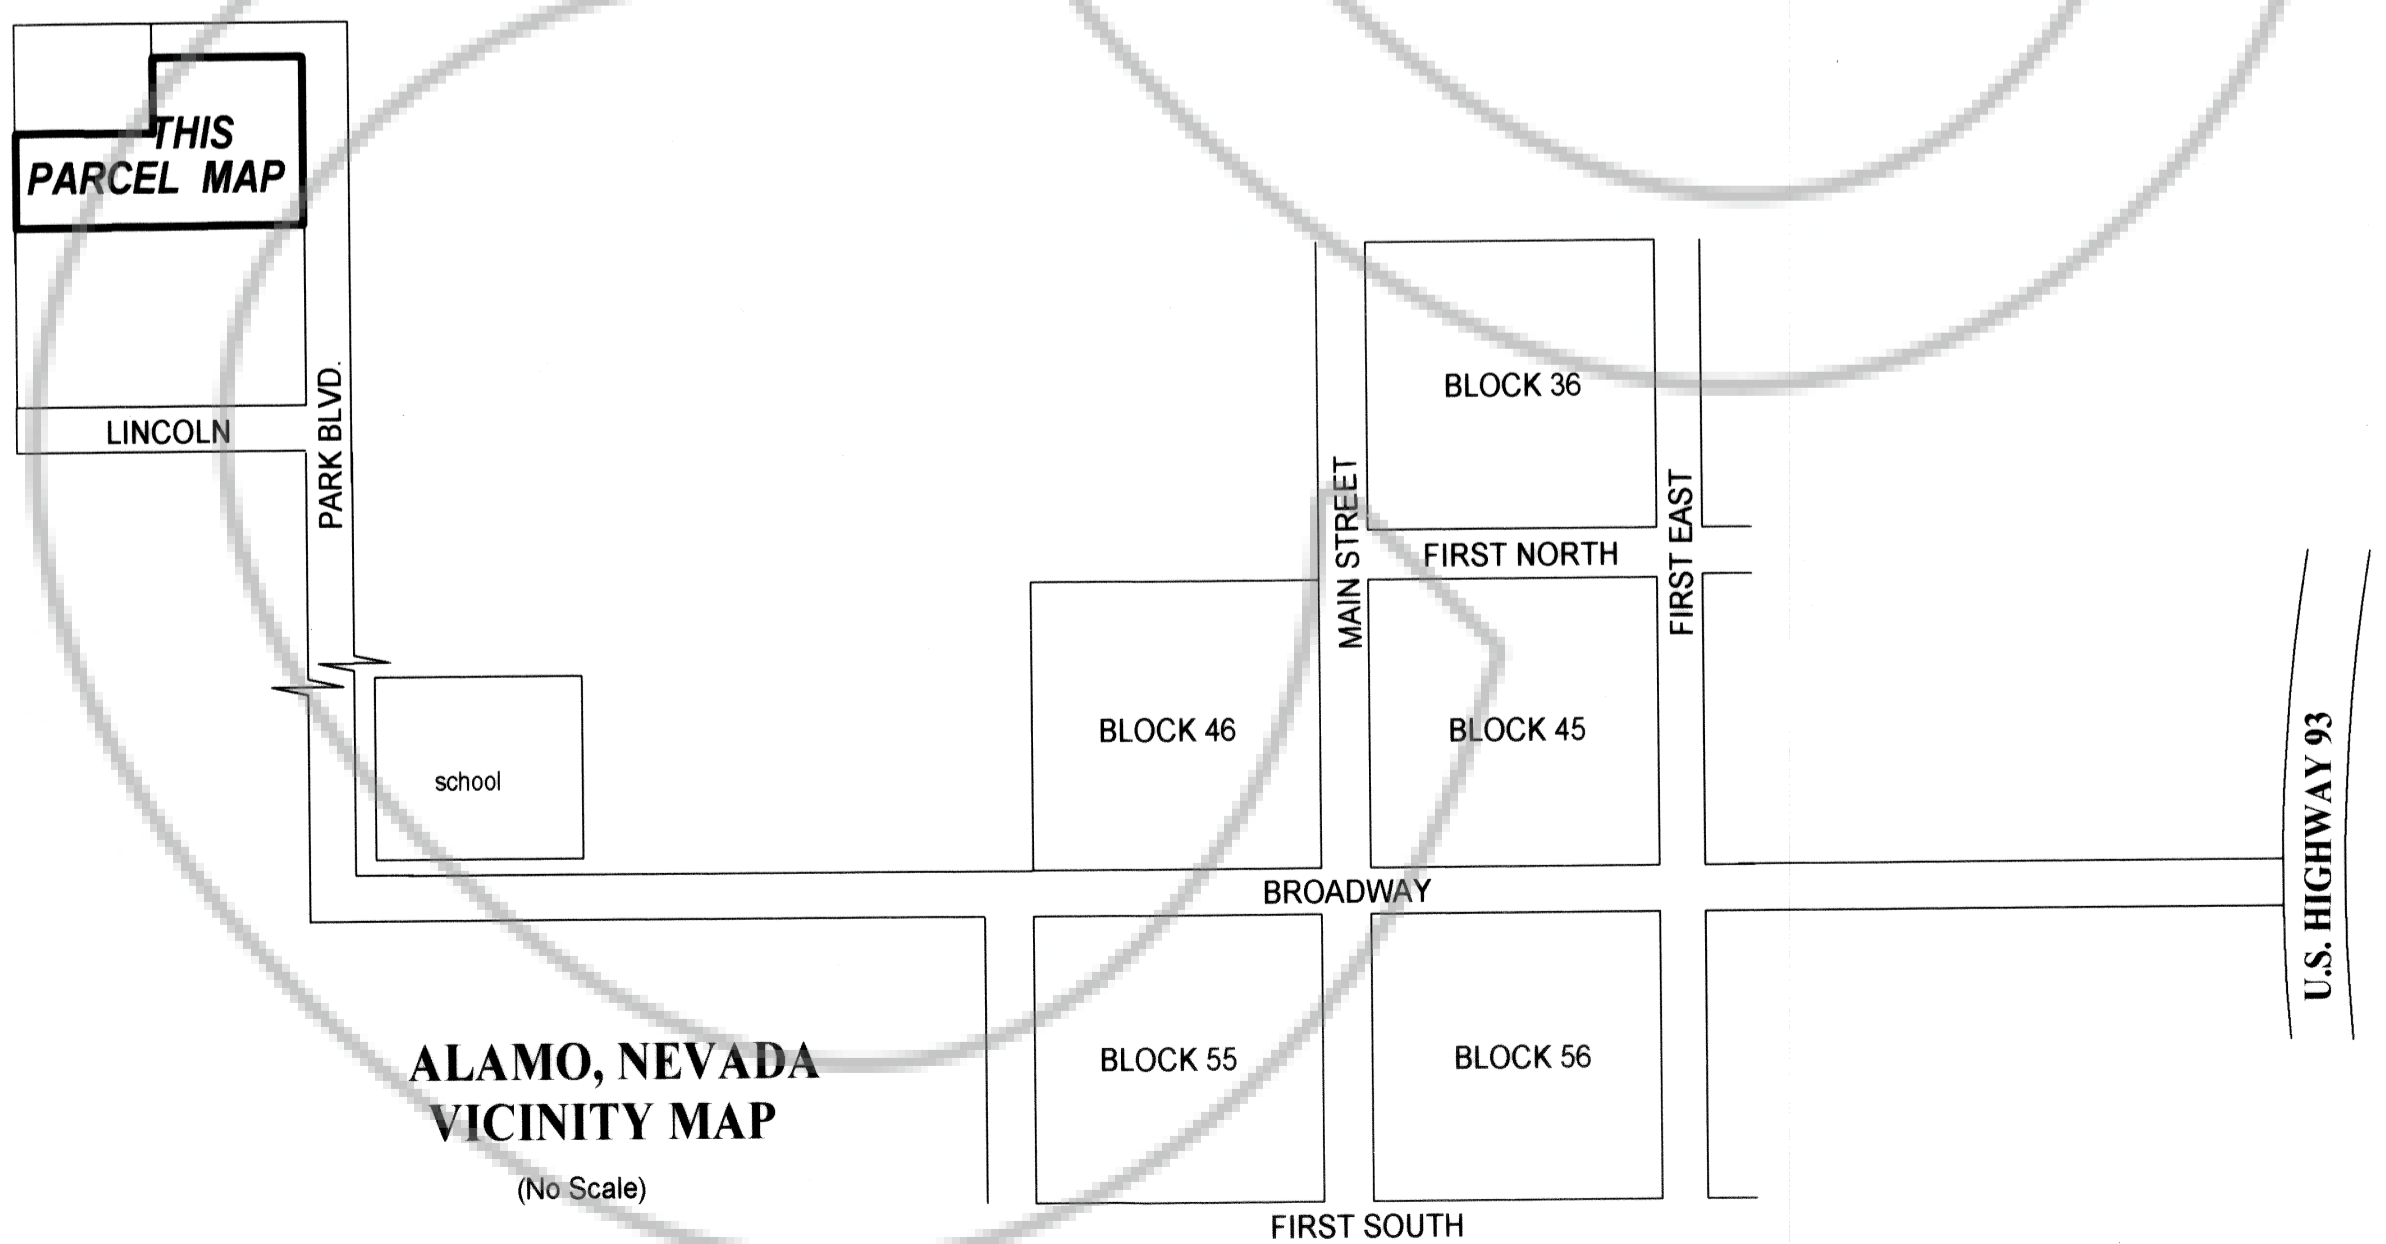 THIS
PARCEL MAP
LINCOLN
PARK BLVD.
BLOCK 36
MAIN STREET
FIRST NORTH
FIRST EAST
school
BLOCK 46
BLOCK 45
U.S. HIGHWAY 93
BROADWAY
BLOCK 55
BLOCK 56
ALAMO, NEVADA
VICINITY MAP
(No Scale)
FIRST SOUTH